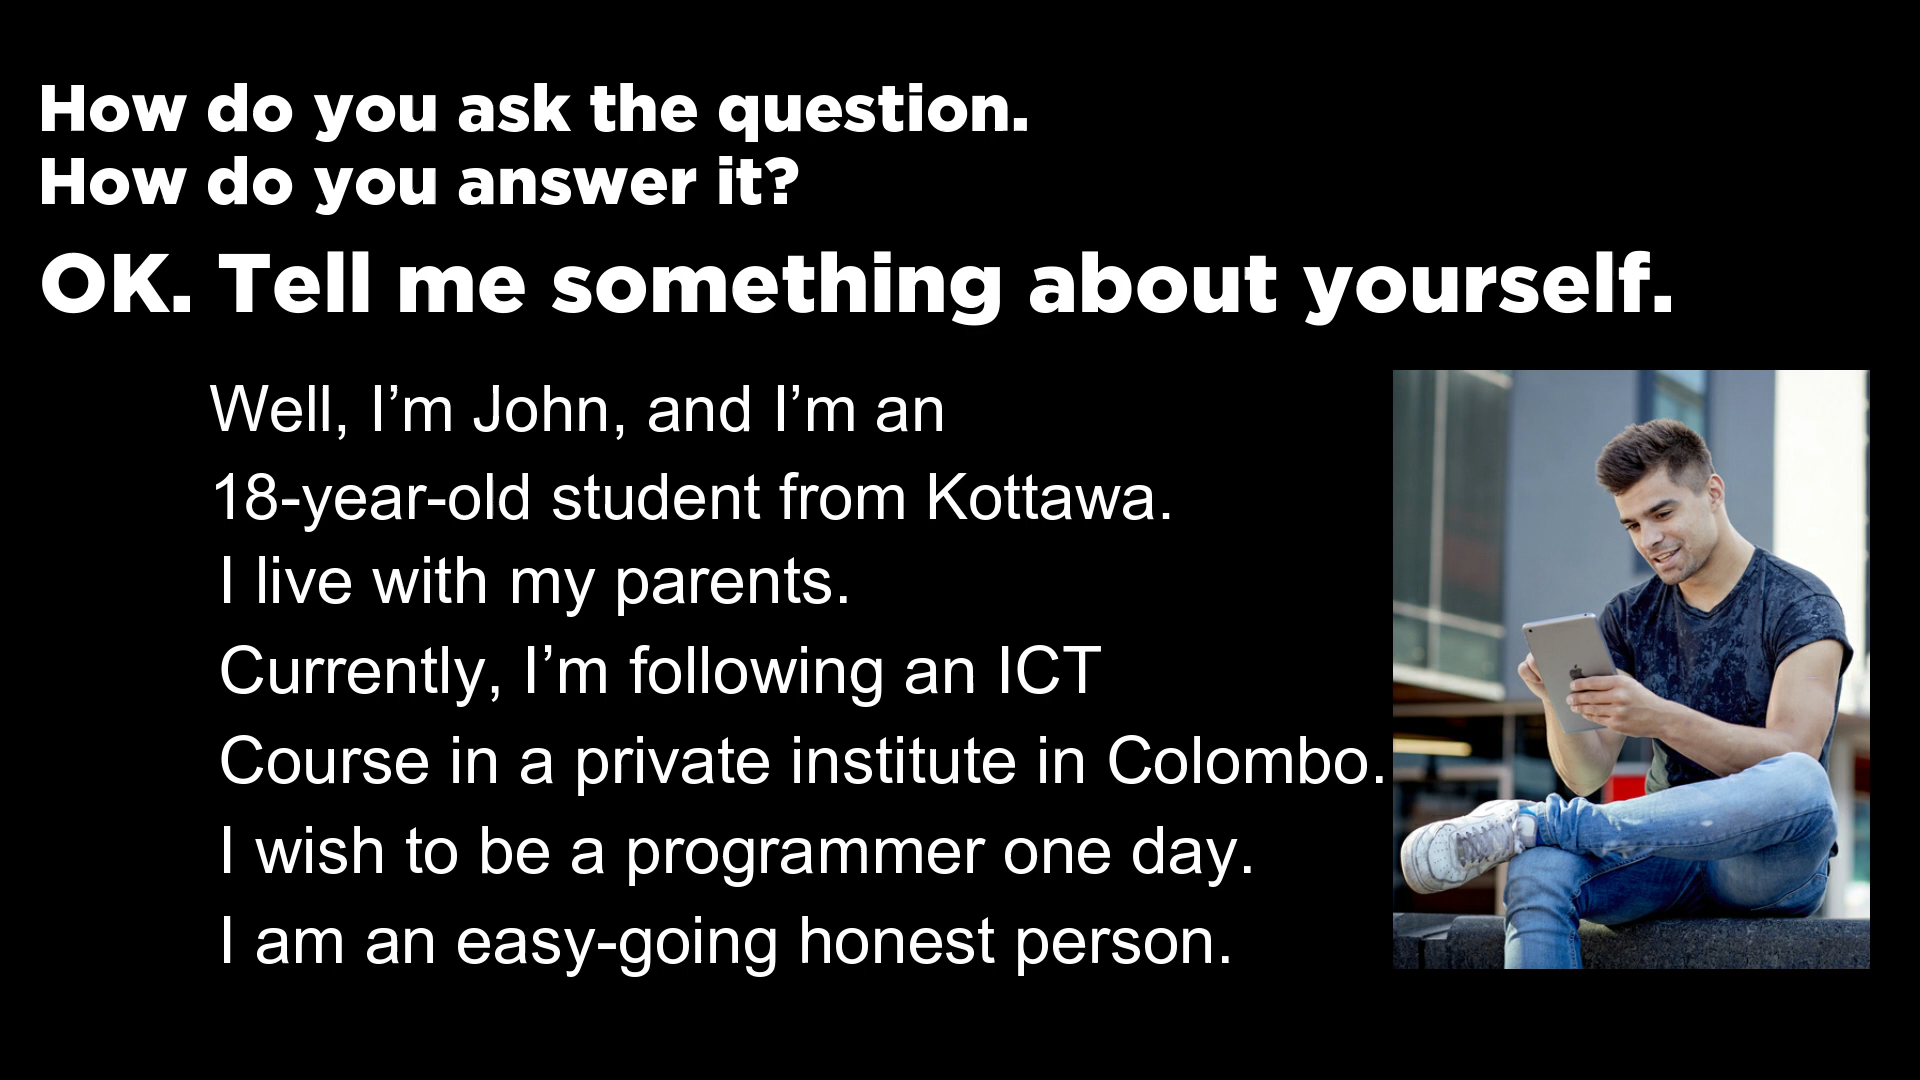 How do you ask the question.
How do you answer it?
OK. Tell me something about yourself.
Well, I’m John, and I’m an
18-year-old student from Kottawa.
I live with my parents.
Currently, I’m following an ICT
Course in a private institute in Colombo.
I wish to be a programmer one day.
I am an easy-going honest person.